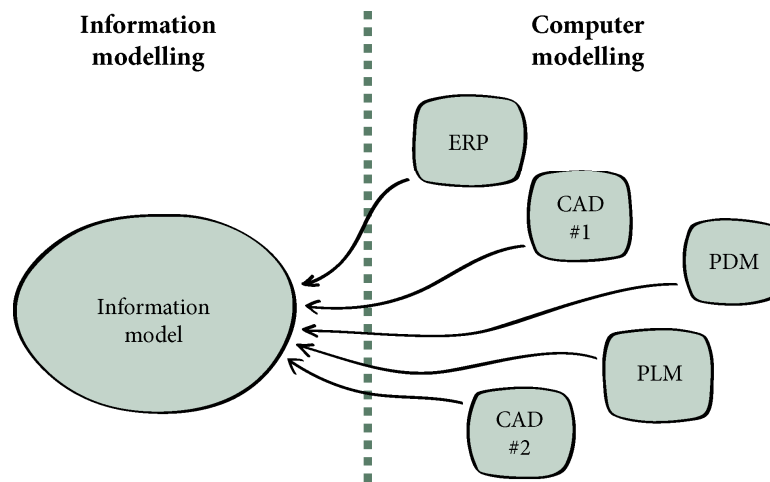 Information
modelling
Computer
modelling
ERP
CAD
#1
PDM
Information
model
PLM
CAD
#2